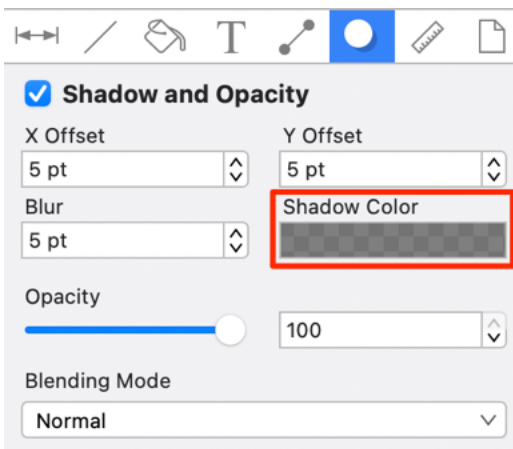 T
Shadow and Opacity
X Offset Y Offset
5 pt 5 pt
Blur Shadow Color
5 pt
Opacity
100
Blending Mode
Normal